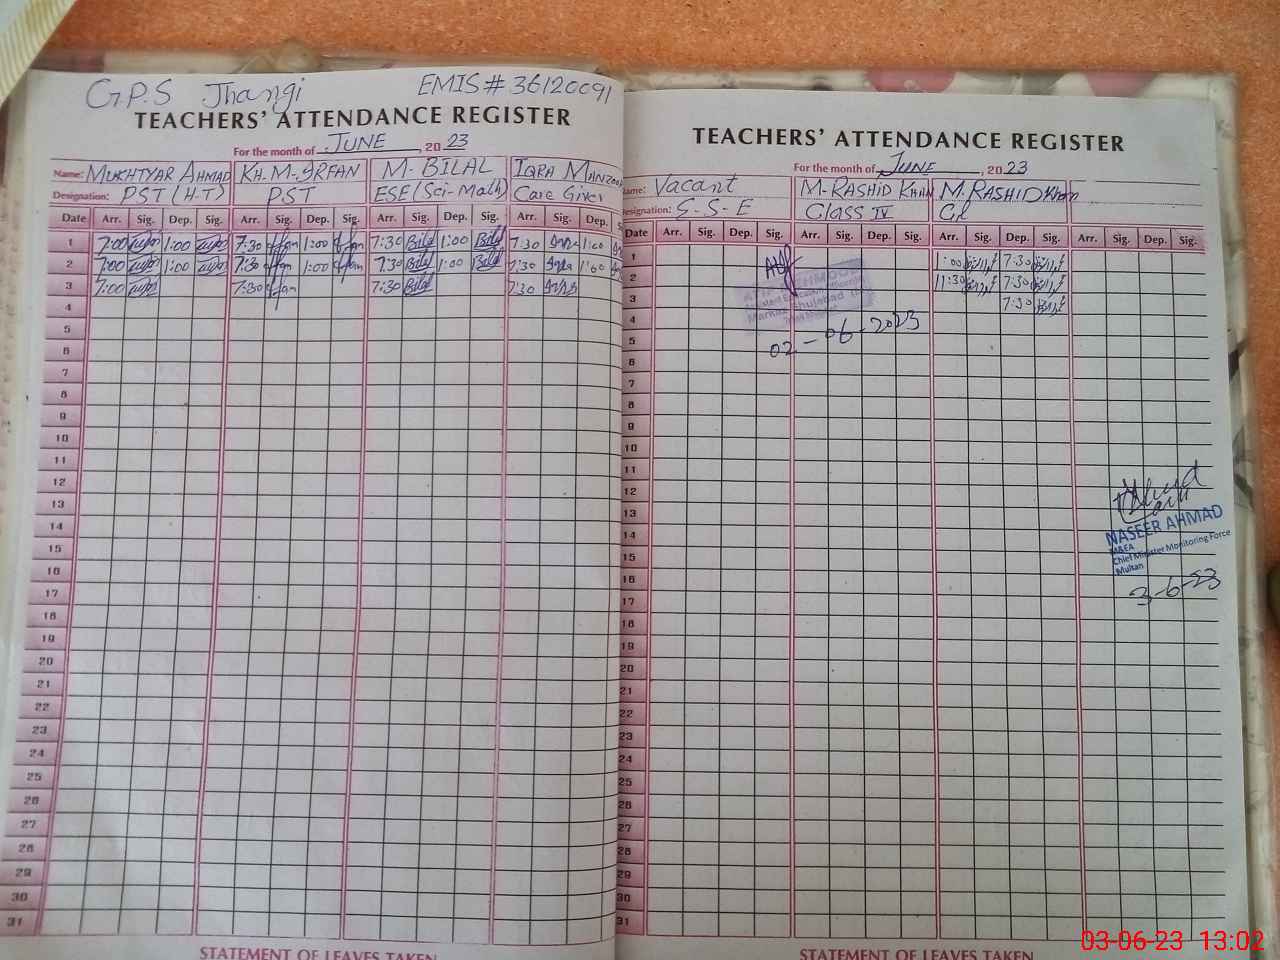 G.P.S Jhangi EMIS# 36120091
TEACHERS' ATTENDANCE REGISTER
For the month of JUNE, 2023
Name: MUKHTYAR AHMAD KH-M-IRFAN M-BILAL IQRA MANZOOR
Designation: PST (H-T) PST ESE(Sci-Math) Care Giver
Date Arr. Sig. Dep. Sig. Arr. Sig. Dep. Sig. Arr. Sig. Dep. Sig. Arr. Sig. Dep. S
1 7:00 1:00 7:30 1:00 7:30 Bilal 1:00 Bilal 7:30 Iqra 1:00
2 7:00 1:00 7:30 1:00 7:30 Bilal 1:00 Bilal 7:30 Iqra 1:00
3 7:00 7:30 7:30 Bilal 7:30 Iqra
4
5
6
7
8
9
10
11
12
13
14
15
16
17
18
19
20
21
22
23
24
25
26
27
28
29
30
31
STATEMENT OF LEAVES TAKEN
TEACHERS' ATTENDANCE REGISTER
For the month of JUNE, 2023
Name: Vacant M-RASHID KHAN M.RASHID Khan
Designation: E-S-E Class IV
Date Arr. Sig. Dep. Sig. Arr. Sig. Dep. Sig. Arr. Sig. Dep. Sig. Arr. Sig. Dep. Sig.
1 1:00 7:30
2 11:30 7:30
3 7:30
Markaz Shujabad
4
02-06-2023
5
6
7
8
9
10
11
12
13
14
NASEER AHMAD
M&EA
Chief Minister Monitoring Force
Multan
15
16
3-6-23
17
18
19
20
21
22
23
24
25
26
27
28
29
30
31
STATEMENT OF LEAVES TAKEN
03-06-23 13:02